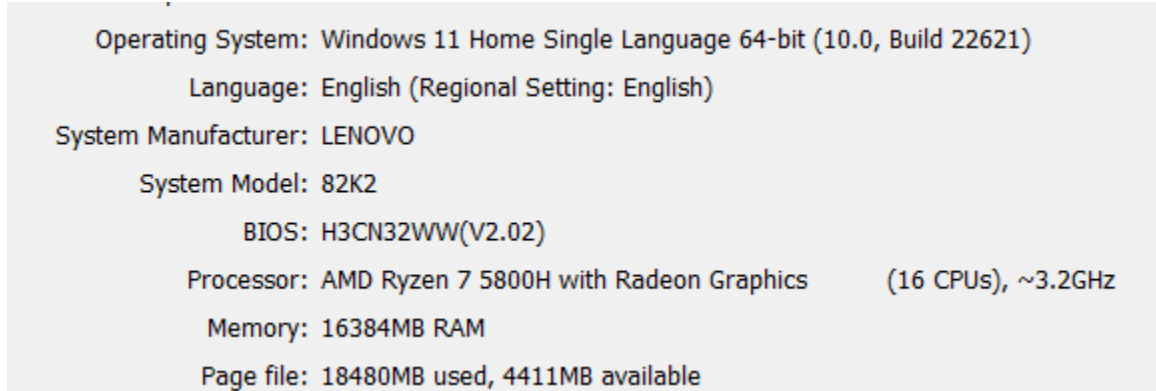 Operating System: Windows 11 Home Single Language 64-bit (10.0, Build 22621)
Language: English (Regional Setting: English)
System Manufacturer: LENOVO
System Model: 82K2
BIOS: H3CN32WW(V2.02)
Processor: AMD Ryzen 7 5800H with Radeon Graphics (16 CPUs), ~3.2GHz
Memory: 16384MB RAM
Page file: 18480MB used, 4411MB available